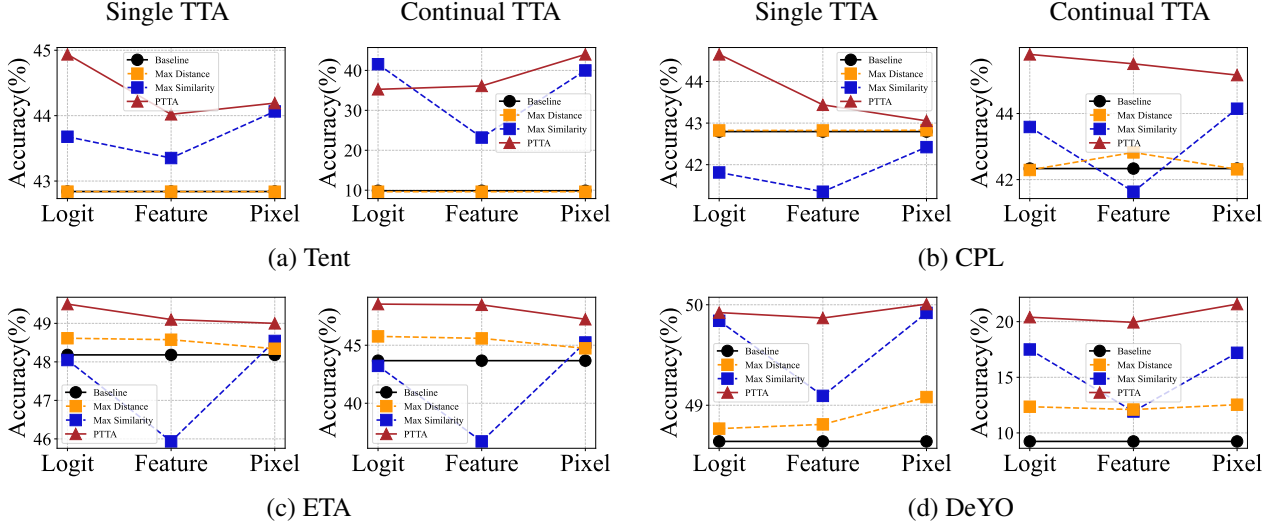 Single TTA
Continual TTA
Single TTA
Continual TTA
Accuracy(%)
45
44
43
Baseline
Max Distance
Max Similarity
PTTA
Logit Feature Pixel
Accuracy(%)
40
30
20
10
Baseline
Max Distance
Max Similarity
PTTA
Logit Feature Pixel
(a) Tent
Accuracy(%)
44
43
42
Baseline
Max Distance
Max Similarity
PTTA
Logit Feature Pixel
Accuracy(%)
44
42
Baseline
Max Distance
Max Similarity
PTTA
Logit Feature Pixel
(b) CPL
Accuracy(%)
49
48
47
46
Baseline
Max Distance
Max Similarity
PTTA
Logit Feature Pixel
Accuracy(%)
45
40
Baseline
Max Distance
Max Similarity
PTTA
Logit Feature Pixel
(c) ETA
Accuracy(%)
50
49
Baseline
Max Distance
Max Similarity
PTTA
Logit Feature Pixel
Accuracy(%)
20
15
10
Baseline
Max Distance
Max Similarity
PTTA
Logit Feature Pixel
(d) DeYO